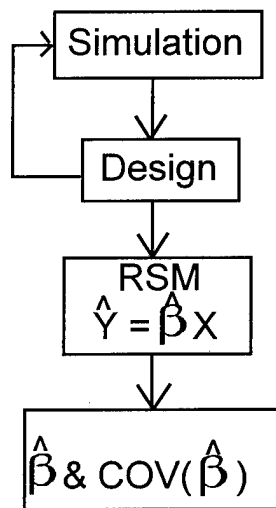 Simulation
Design
RSM
Ŷ = β̂X
β̂ & COV(β̂)